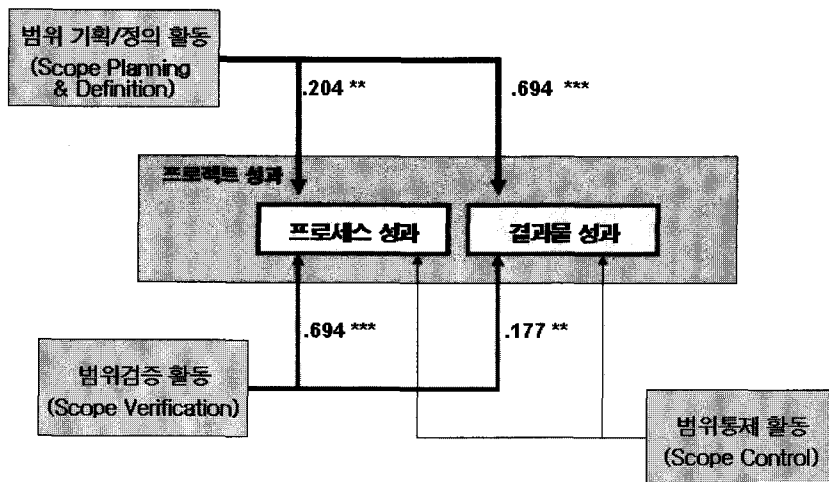 범위 기획/정의 활동
(Scope Planning
& Definition)
.204 **
.694 ***
프로젝트 성과
프로세스 성과
결과물 성과
.694 ***
.177 **
범위검증 활동
(Scope Verification)
범위통제 활동
(Scope Control)